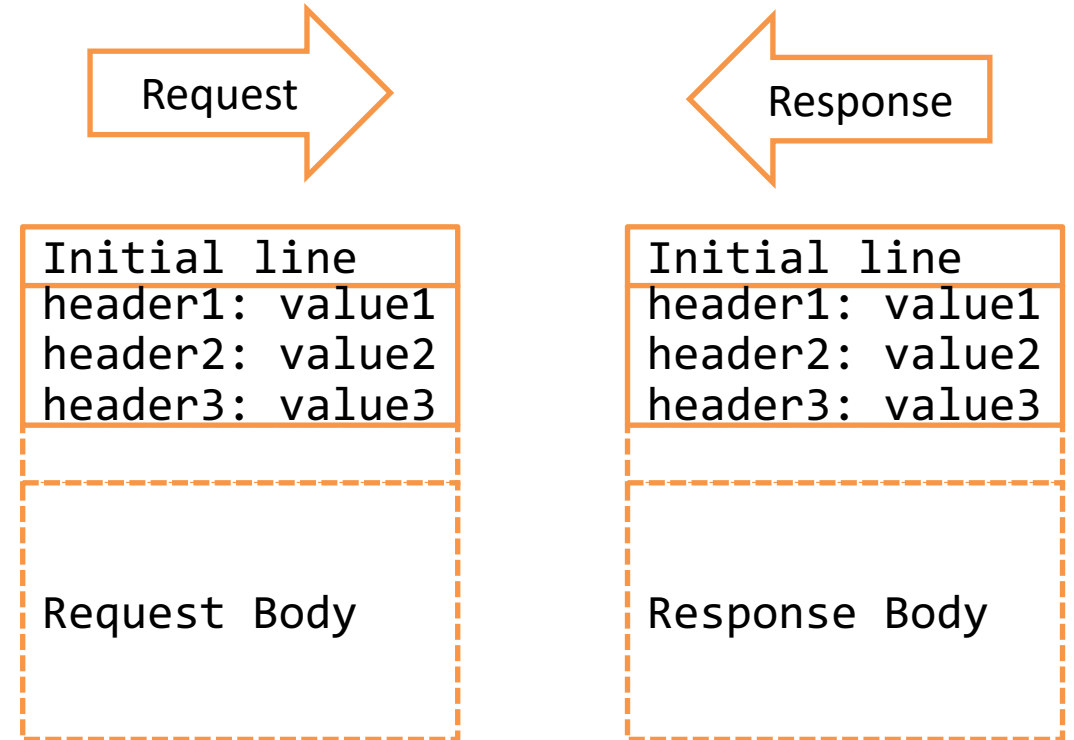 Request
Response
Initial line
header1: value1
header2: value2
header3: value3
Request Body
Initial line
header1: value1
header2: value2
header3: value3
Response Body